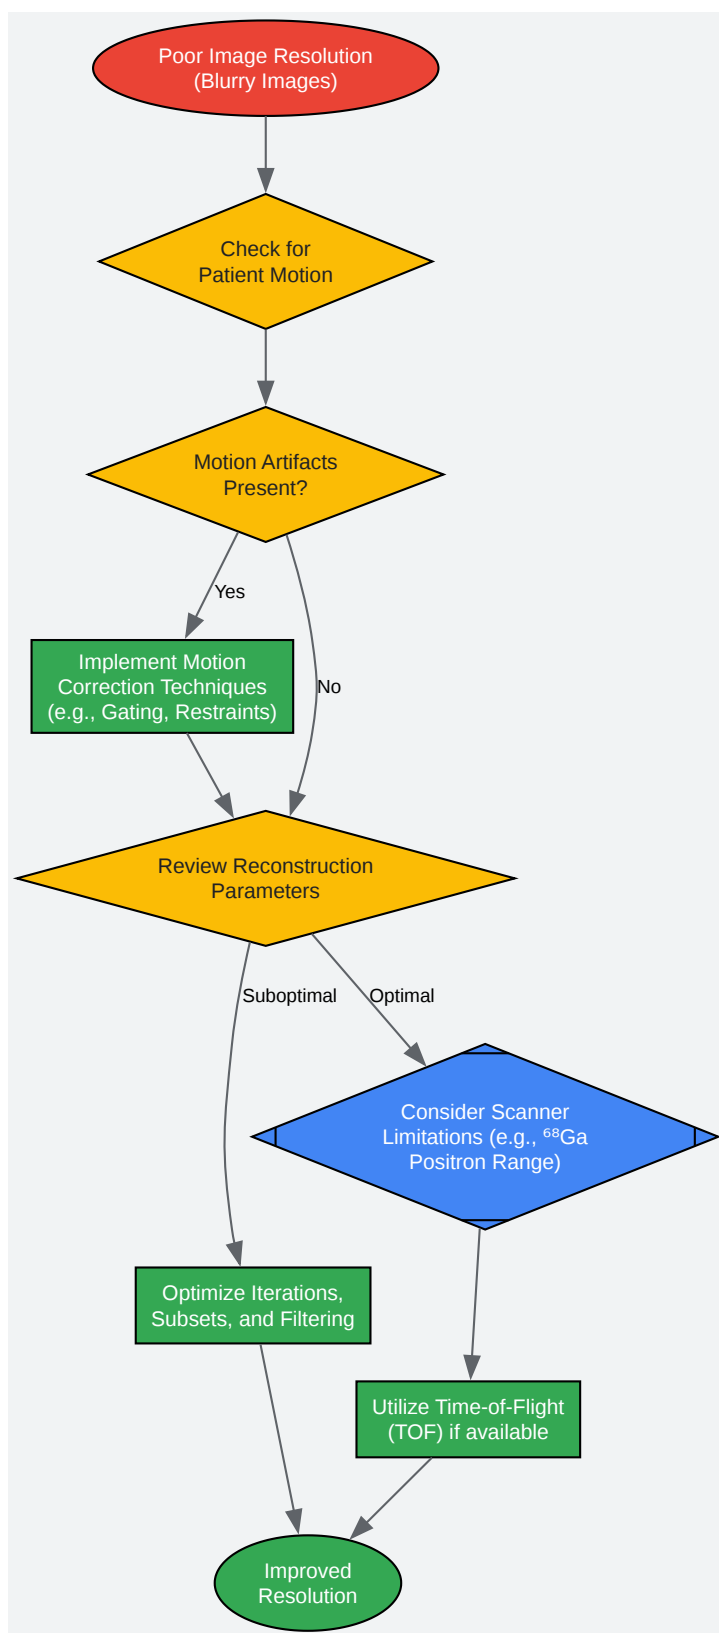 Poor Image Resolution
(Blurry Images)
Check for
Patient Motion
Motion Artifacts
Present?
Yes
Implement Motion
Correction Techniques
(e.g., Gating, Restraints)
No
Review Reconstruction
Parameters
Suboptimal
Optimal
Consider Scanner
Limitations (e.g., ⁶⁸Ga
Positron Range)
Optimize Iterations,
Subsets, and Filtering
Utilize Time-of-Flight
(TOF) if available
Improved
Resolution